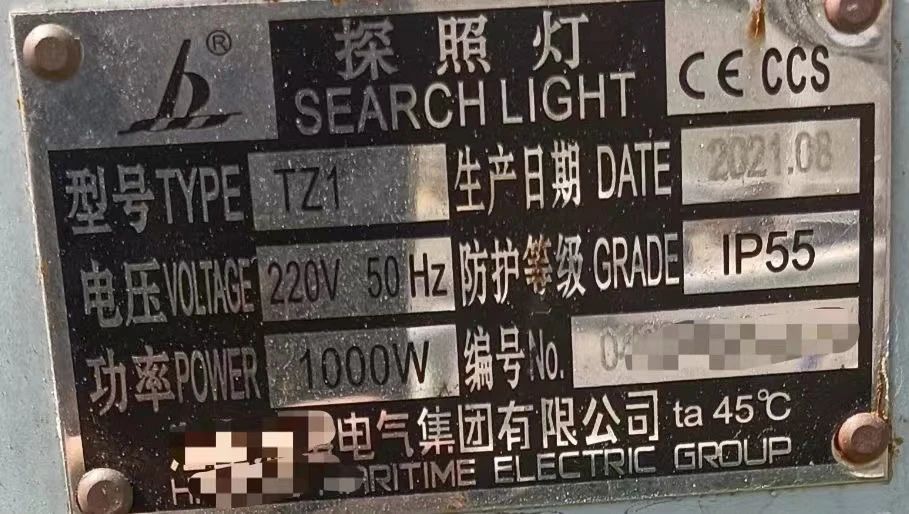 ®
探照灯
SEARCH LIGHT
CE CCS
型号TYPE TZ1 生产日期 DATE 2021.08
电压VOLTAGE 220V 50 Hz 防护等级 GRADE IP55
功率POWER 1000W 编号No.
电气集团有限公司 ta 45℃
ELECTRIC GROUP